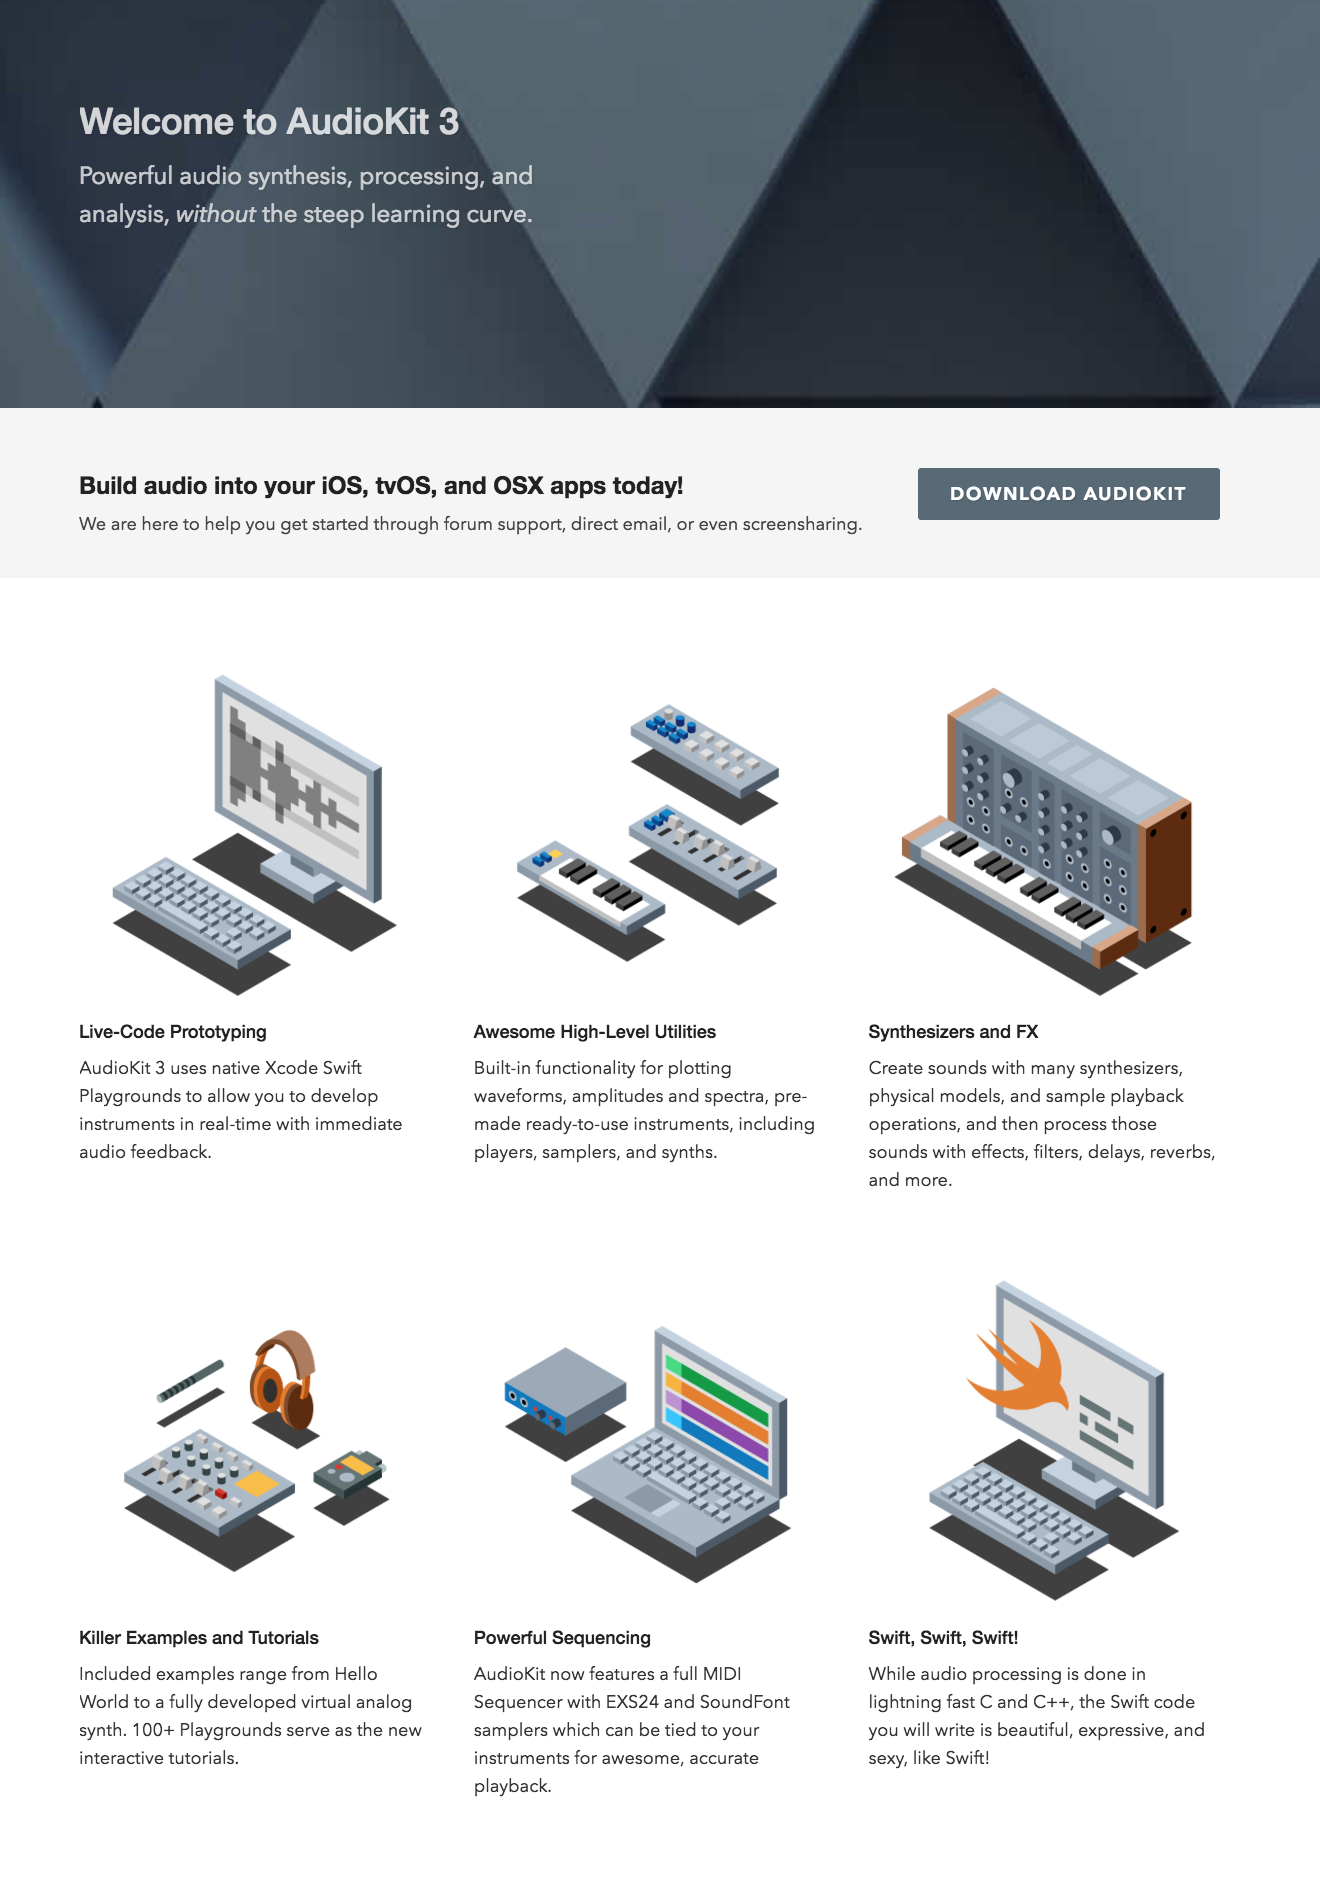 Welcome to AudioKit 3
Powerful audio synthesis, processing, and
analysis, without the steep learning curve.
Build audio into your iOS, tvOS, and OSX apps today!
We are here to help you get started through forum support, direct email, or even screensharing.
DOWNLOAD AUDIOKIT
Live-Code Prototyping
AudioKit 3 uses native Xcode Swift
Playgrounds to allow you to develop
instruments in real-time with immediate
audio feedback.
Awesome High-Level Utilities
Built-in functionality for plotting
waveforms, amplitudes and spectra, pre-
made ready-to-use instruments, including
players, samplers, and synths.
Synthesizers and FX
Create sounds with many synthesizers,
physical models, and sample playback
operations, and then process those
sounds with effects, filters, delays, reverbs,
and more.
Killer Examples and Tutorials
Included examples range from Hello
World to a fully developed virtual analog
synth. 100+ Playgrounds serve as the new
interactive tutorials.
Powerful Sequencing
AudioKit now features a full MIDI
Sequencer with EXS24 and SoundFont
samplers which can be tied to your
instruments for awesome, accurate
playback.
Swift, Swift, Swift!
While audio processing is done in
lightning fast C and C++, the Swift code
you will write is beautiful, expressive, and
sexy, like Swift!